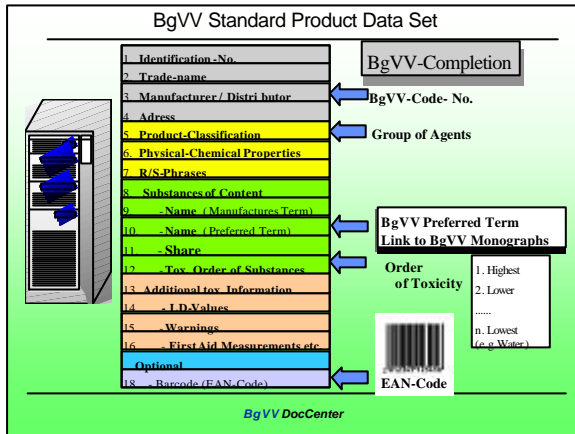 BgVV Standard Product Data Set
1. Identification-No.
2. Trade-name
3. Manufacturer / Distri butor
4. Adress
5. Product-Classification
6. Physical-Chemical Properties
7. R/S-Phrases
8. Substances of Content
9. - Name (Manufactures Term)
10. - Name (Preferred Term)
11. - Share
12. - Tox. Order of Substances
13. Additional tox. Information
14. - LD-Values
15. - Warnings
16. - First Aid Measurements etc.
Optional
18. - Barcode (EAN-Code)
BgVV-Completion
BgVV-Code- No.
Group of Agents
BgVV Preferred Term
Link to BgVV Monographs
Order
of Toxicity
1. Highest
2. Lower
......
n. Lowest
(e.g.Water.)
EAN-Code
BgVV DocCenter